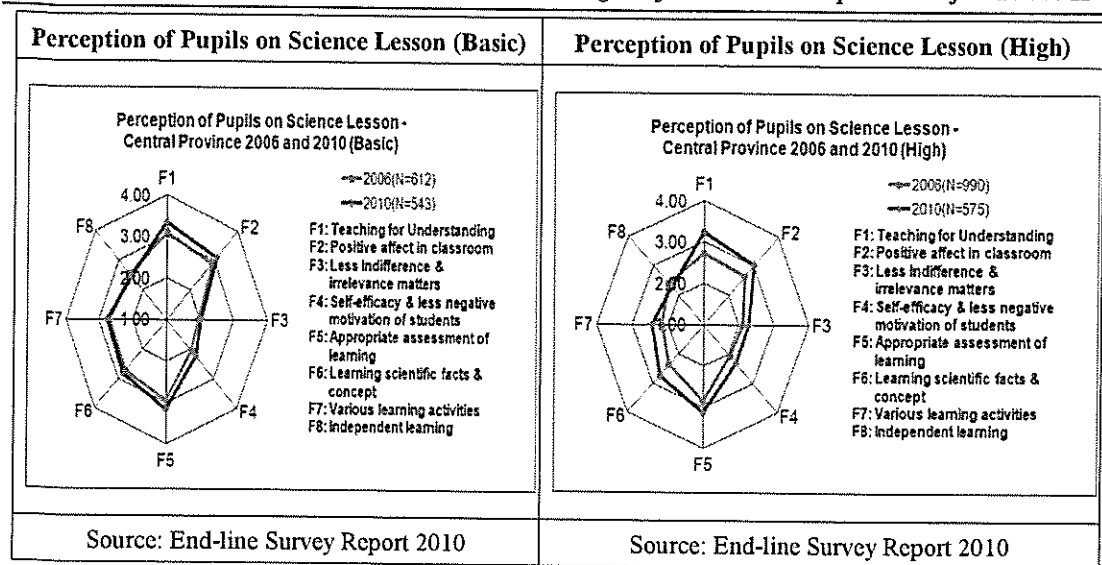 Perception of Pupils on Science Lesson (Basic)
Perception of Pupils on Science Lesson (High)
Perception of Pupils on Science Lesson -
Central Province 2006 and 2010 (Basic)
2006(N=612)
2010(N=543)
F1
4.00
F8
F2
3.00
2.00
F7
1.00
F3
F6
F4
F5
F1: Teaching for Understanding
F2: Positive affect in classroom
F3: Less Indifference &
irrelevance matters
F4: Self-efficacy & less negative
motivation of students
F5: Appropriate assessment of
learning
F6: Learning scientific facts &
concept
F7: Various learning activities
F8: Independent learning
Perception of Pupils on Science Lesson -
Central Province 2006 and 2010 (High)
2006(N=990)
2010(N=575)
F1
4.00
F8
F2
3.00
2.00
F7
F3
F6
F4
F5
F1: Teaching for Understanding
F2: Positive affect in classroom
F3: Less Indifference &
irrelevance matters
F4: Self-efficacy & less negative
motivation of students
F5: Appropriate assessment of
learning
F6: Learning scientific facts &
concept
F7: Various learning activities
F8: Independent learning
Source: End-line Survey Report 2010
Source: End-line Survey Report 2010